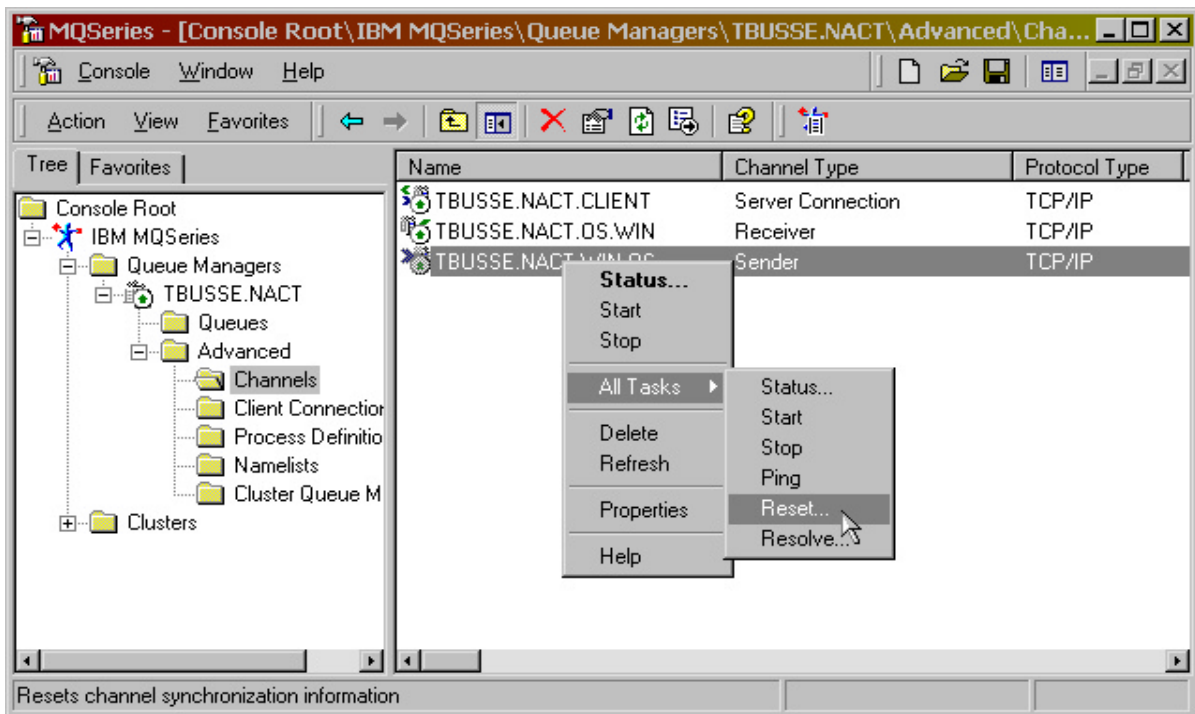 MQSeries - [Console Root\IBM MQSeries\Queue Managers\TBUSSE.NACT\Advanced\Cha...
Console Window Help
Action View Favorites
Tree Favorites
Console Root
IBM MQSeries
Queue Managers
TBUSSE.NACT
Queues
Advanced
Channels
Client Connection
Process Definitio
Namelists
Cluster Queue M
Clusters
Name Channel Type Protocol Type
TBUSSE.NACT.CLIENT Server Connection TCP/IP
TBUSSE.NACT.OS.WIN Receiver TCP/IP
TBUSSE.NACT.WIN.OS Sender TCP/IP
Status...
Start
Stop
All Tasks
Delete
Refresh
Properties
Help
Status...
Start
Stop
Ping
Reset...
Resolve...
Resets channel synchronization information